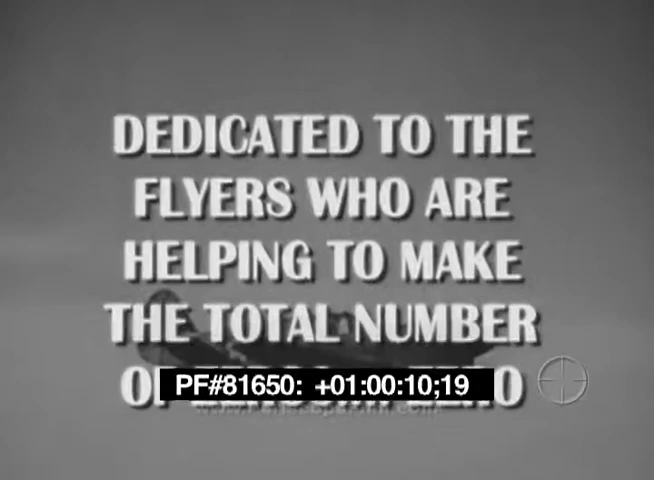 DEDICATED TO THE
FLYERS WHO ARE
HELPING TO MAKE
THE TOTAL NUMBER
PF#81650: +01:00:10;19